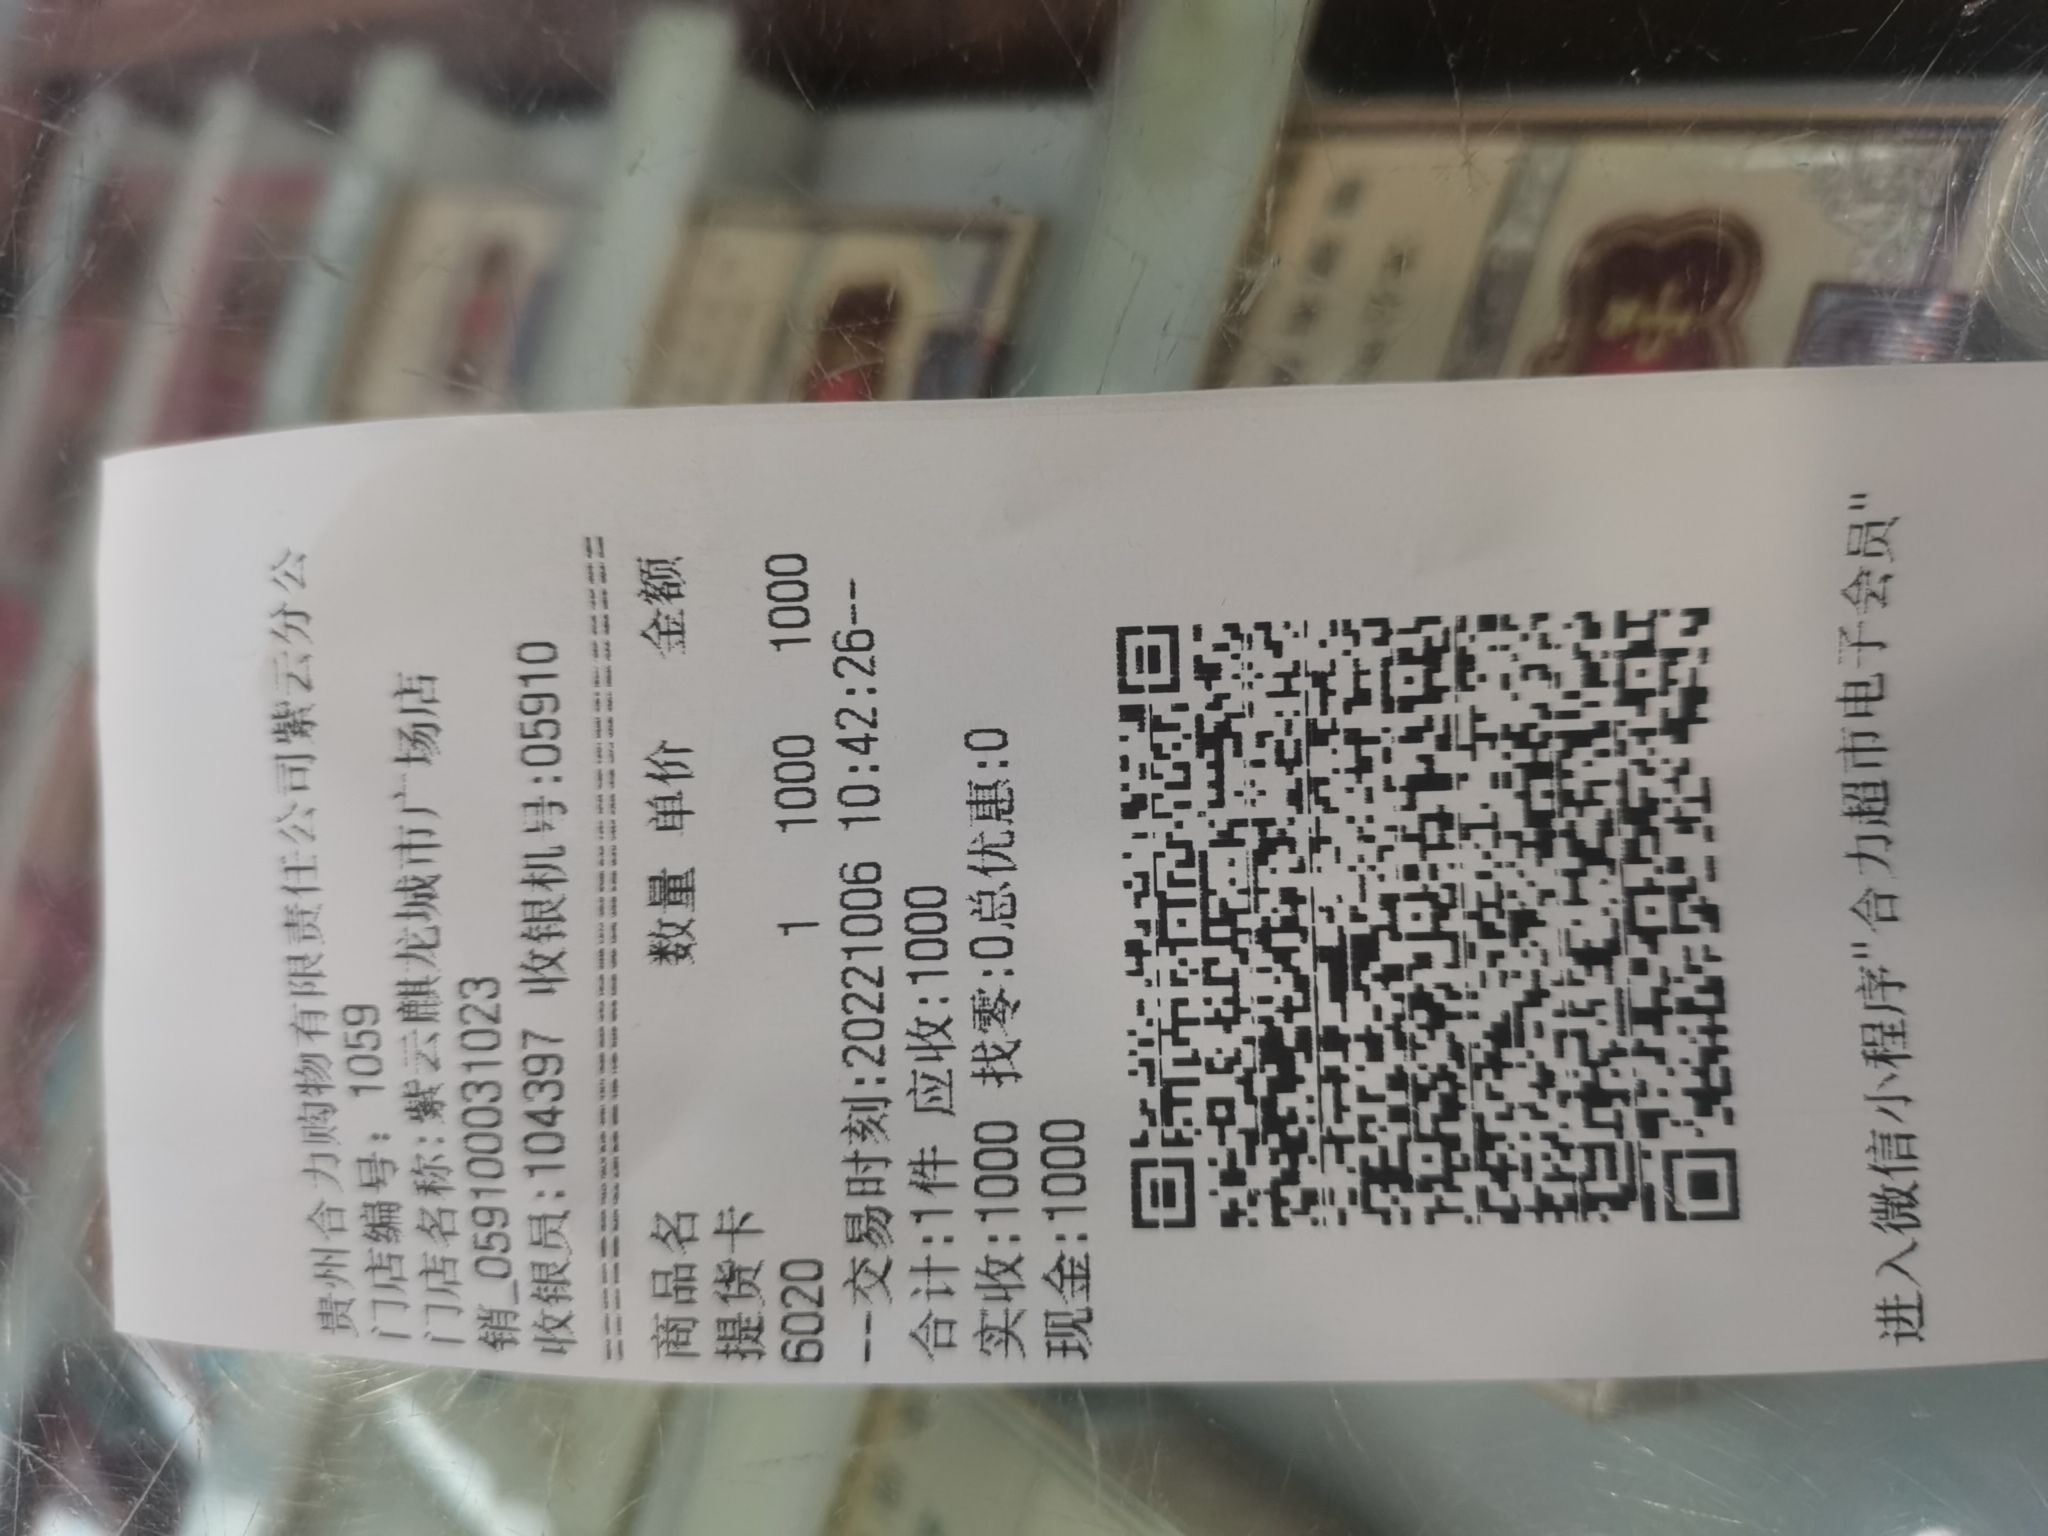 贵州合力购物有限责任公司紫云分公
门店编号: 1059
门店名称:紫云麒龙城市广场店
销_0591000031023
收银员:104397 收银机号:05910
================================
商品名 数量 单价 金额
提货卡
6020 1 1000 1000
---交易时刻:20221006 10:42:26---
合计:1件 应收:1000
实收:1000 找零:0总优惠:0
现金:1000
进入微信小程序"合力超市电子会员"